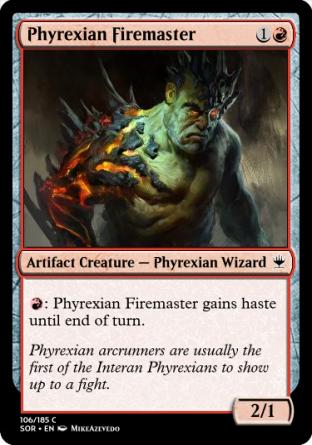 Phyrexian Firemaster 1
Artifact Creature — Phyrexian Wizard
: Phyrexian Firemaster gains haste
until end of turn.
Phyrexian arcrunners are usually the
first of the Interan Phyrexians to show
up to a fight.
106/185 C
SOR • EN MikeAzevedo
2/1